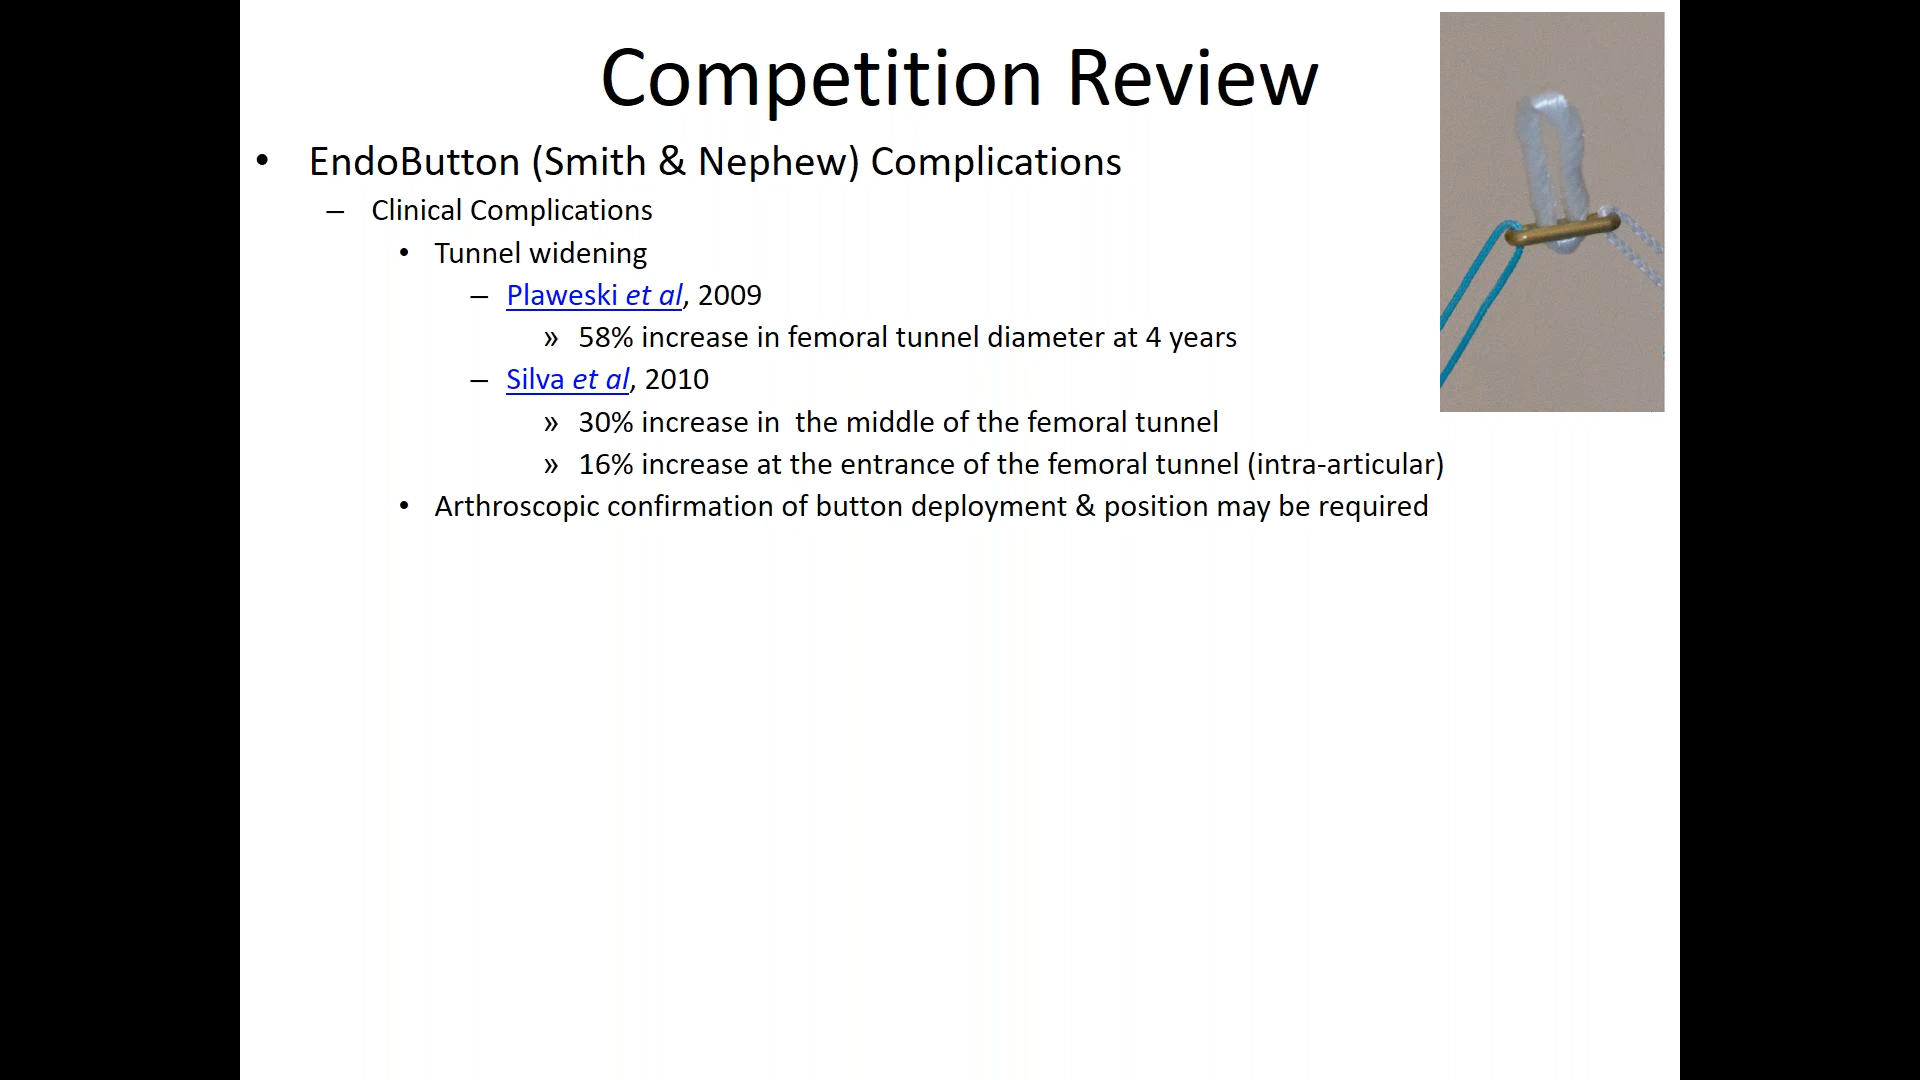 Competition Review
• EndoButton (Smith & Nephew) Complications
– Clinical Complications
• Tunnel widening
– Plaweski et al, 2009
» 58% increase in femoral tunnel diameter at 4 years
– Silva et al, 2010
» 30% increase in  the middle of the femoral tunnel
» 16% increase at the entrance of the femoral tunnel (intra-articular)
• Arthroscopic confirmation of button deployment & position may be required